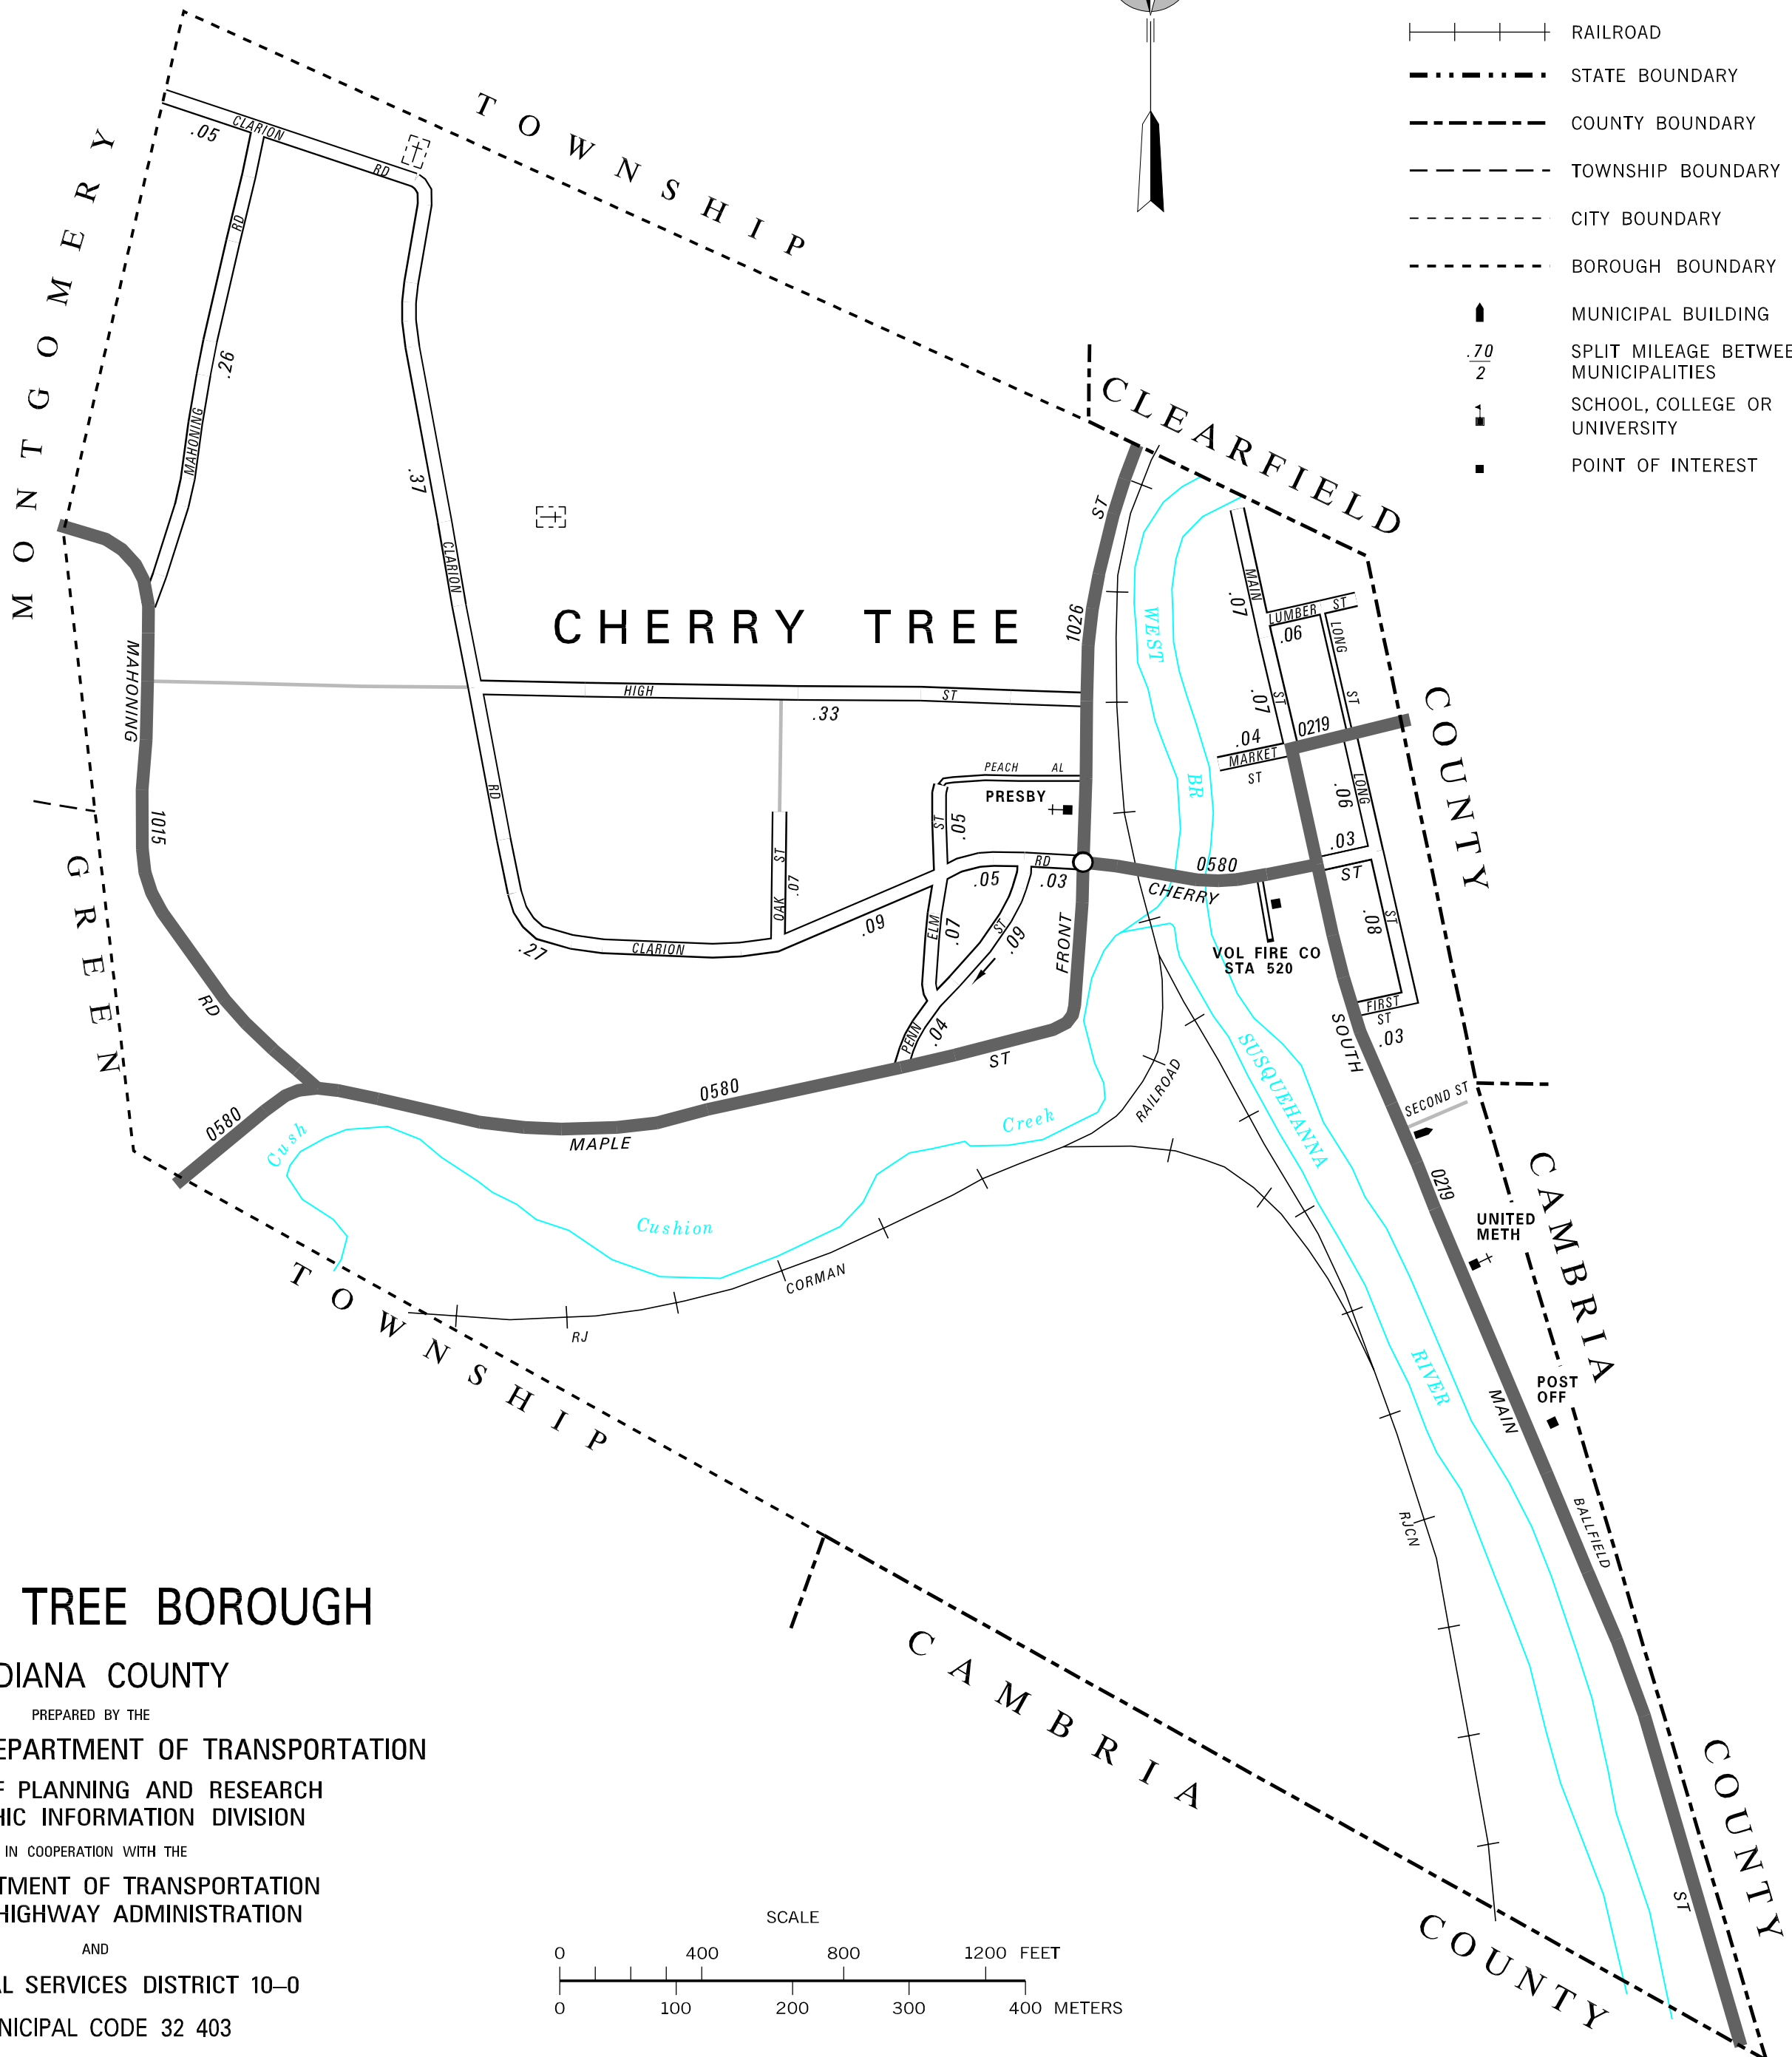 RAILROAD
STATE BOUNDARY
COUNTY BOUNDARY
TOWNSHIP BOUNDARY
CITY BOUNDARY
BOROUGH BOUNDARY
MUNICIPAL BUILDING
.70
2
SPLIT MILEAGE BETWEE
MUNICIPALITIES
SCHOOL, COLLEGE OR
UNIVERSITY
POINT OF INTEREST
MONTGOMERY
TOWNSHIP
CLARION RD
.05
MAHONING RD
.26
.37
CLARION RD
CLEARFIELD
COUNTY
CHERRY TREE
ST
1026
WEST
BR
MAIN
.07
LUMBER ST
.06
LONG ST
.07
ST
0219
.04
MARKET
ST
LONG
.06
.03
ST
ST
.08
FIRST
ST
.03
HIGH ST
.33
MAHONING
1015
RD
GREEN
TOWNSHIP
PEACH AL
PRESBY
ST
.05
RD
.05
.03
OAK ST
.07
.27
CLARION
.09
ELM
.07
ST
.09
PENN
.04
FRONT
0580
CHERRY
VOL FIRE CO
STA 520
SOUTH
SECOND ST
0219
0580
0580
MAPLE
ST
Cush
Cushion
Creek
RAILROAD
CORMAN
RJ
SUSQUEHANNA
RIVER
UNITED
METH
CAMBRIA
COUNTY
POST
OFF
MAIN
BALLFIELD
RJCN
ST
CAMBRIA
COUNTY
TREE BOROUGH
DIANA COUNTY
PREPARED BY THE
EPARTMENT OF TRANSPORTATION
F PLANNING AND RESEARCH
HIC INFORMATION DIVISION
IN COOPERATION WITH THE
TMENT OF TRANSPORTATION
HIGHWAY ADMINISTRATION
AND
AL SERVICES DISTRICT 10–0
NICIPAL CODE 32 403
SCALE
0 400 800 1200 FEET
0 100 200 300 400 METERS